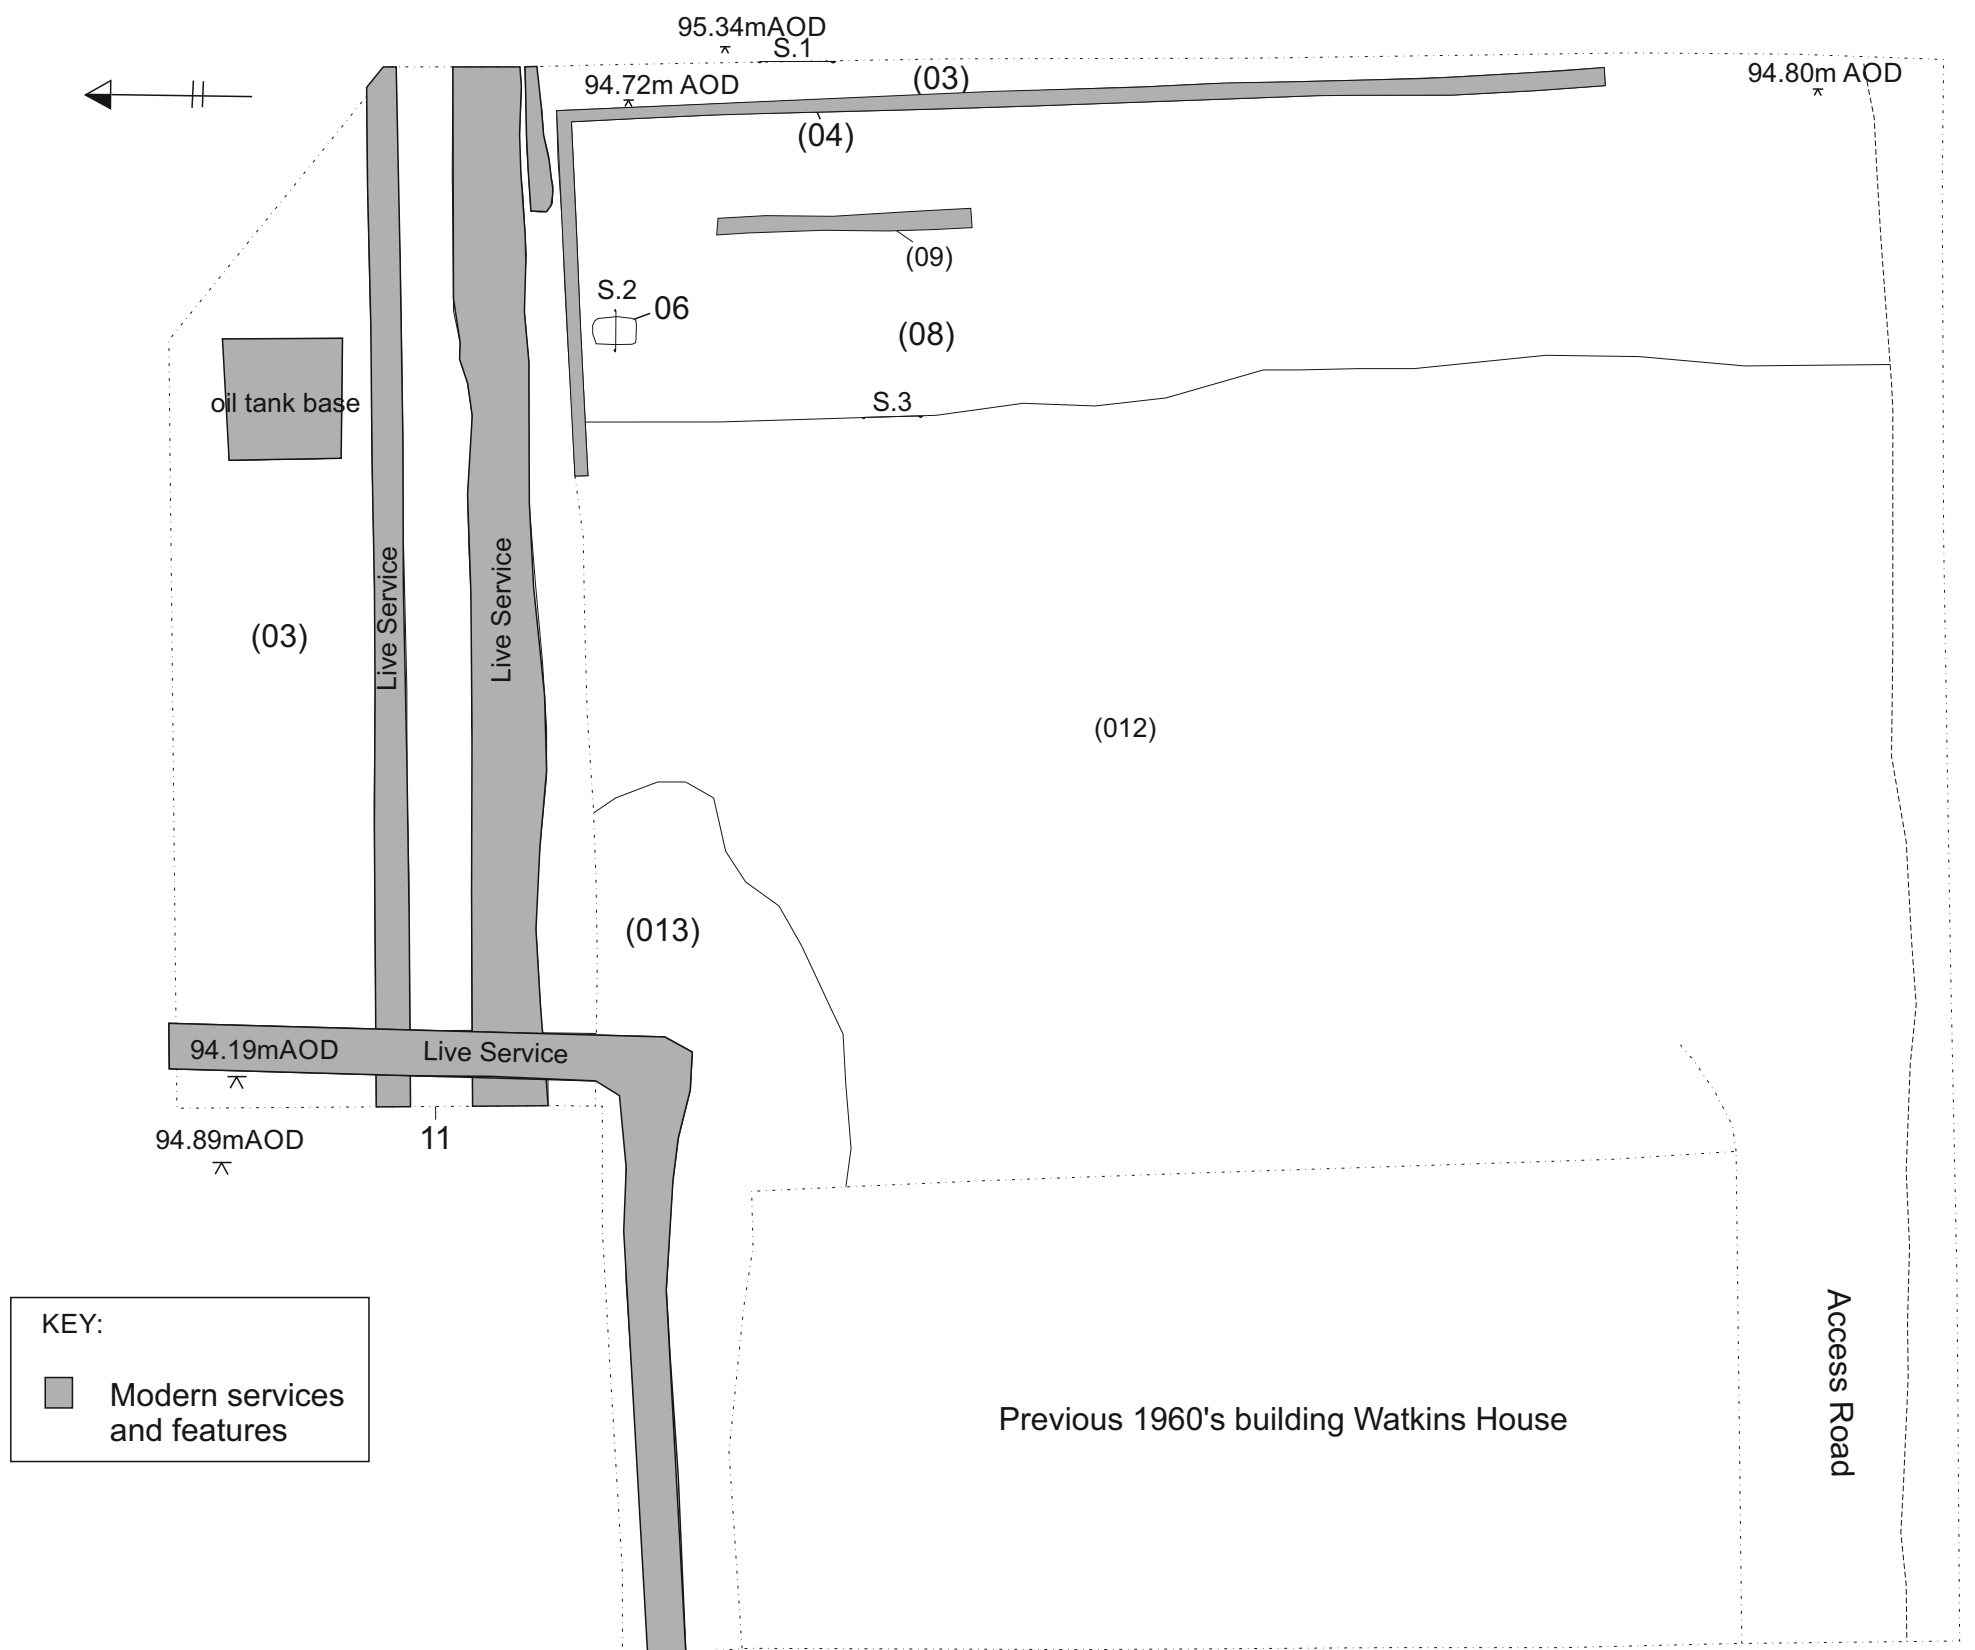 95.34mAOD
S.1
94.72m AOD
(03)
94.80m AOD
(04)
(09)
S.2
06
(08)
oil tank base
S.3
Live Service
Live Service
(03)
(012)
(013)
94.19mAOD
Live Service
94.89mAOD
11
KEY:
Modern services
and features
Previous 1960's building Watkins House
Access Road